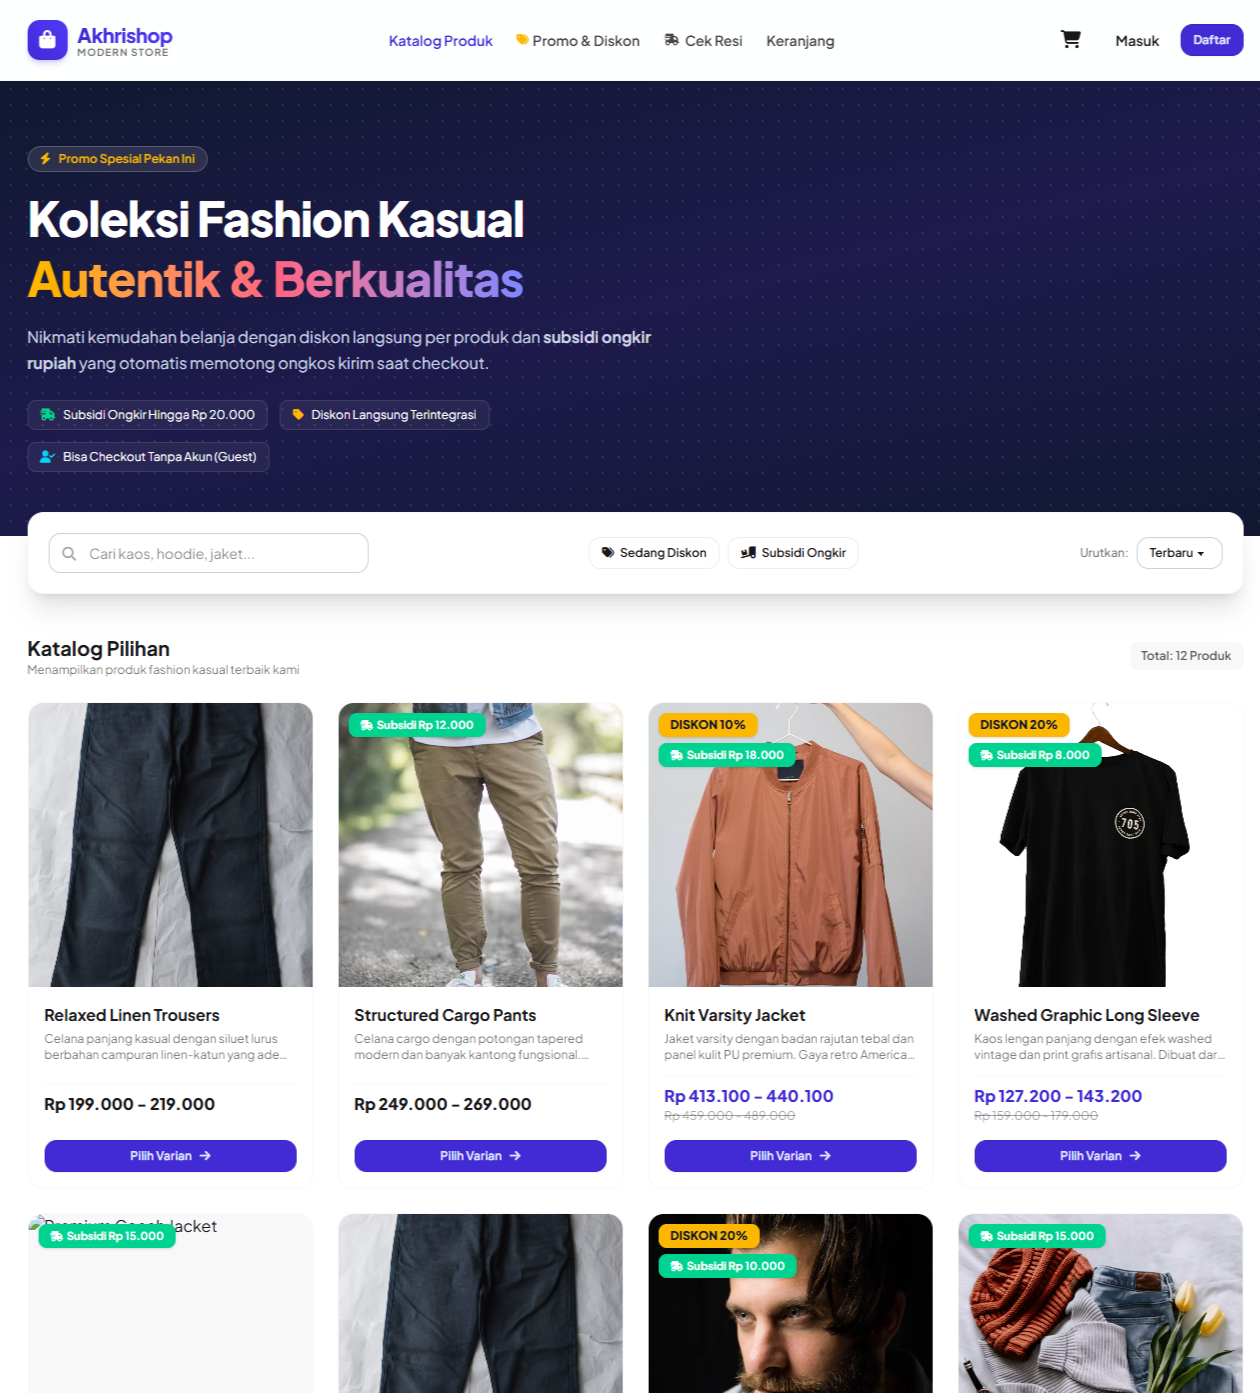 Akhrishop
MODERN STORE
Katalog Produk
Promo & Diskon
Cek Resi
Keranjang
Masuk
Daftar
Promo Spesial Pekan Ini
Koleksi Fashion Kasual
Autentik & Berkualitas
Nikmati kemudahan belanja dengan diskon langsung per produk dan subsidi ongkir
rupiah yang otomatis memotong ongkos kirim saat checkout.
Subsidi Ongkir Hingga Rp 20.000
Diskon Langsung Terintegrasi
Bisa Checkout Tanpa Akun (Guest)
Cari kaos, hoodie, jaket...
Sedang Diskon
Subsidi Ongkir
Urutkan:
Terbaru
Katalog Pilihan
Menampilkan produk fashion kasual terbaik kami
Total: 12 Produk
Subsidi Rp 12.000
DISKON 10%
Subsidi Rp 18.000
DISKON 20%
Subsidi Rp 8.000
705
Relaxed Linen Trousers
Celana panjang kasual dengan siluet lurus
berbahan campuran linen-katun yang ade...
Rp 199.000 - 219.000
Pilih Varian
Structured Cargo Pants
Celana cargo dengan potongan tapered
modern dan banyak kantong fungsional....
Rp 249.000 - 269.000
Pilih Varian
Knit Varsity Jacket
Jaket varsity dengan badan rajutan tebal dan
panel kulit PU premium. Gaya retro America...
Rp 413.100 - 440.100
Rp 459.000 - 489.000
Pilih Varian
Washed Graphic Long Sleeve
Kaos lengan panjang dengan efek washed
vintage dan print grafis artisanal. Dibuat dar...
Rp 127.200 - 143.200
Rp 159.000 - 179.000
Pilih Varian
Premium Coach Jacket
Subsidi Rp 15.000
DISKON 20%
Subsidi Rp 10.000
Subsidi Rp 15.000